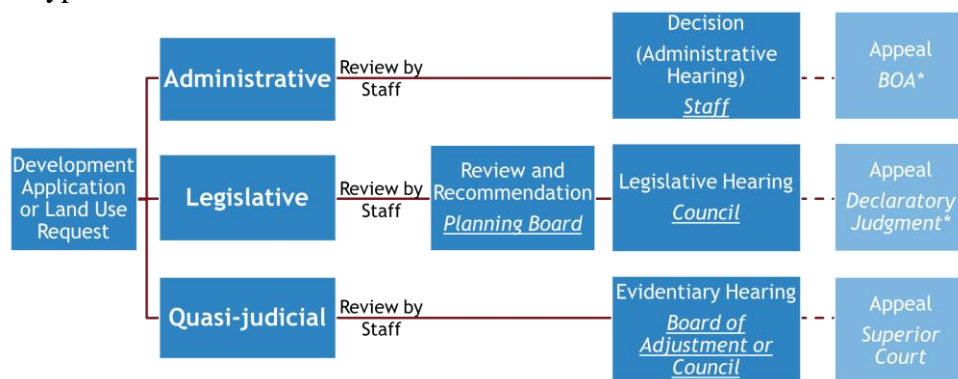 Administrative
Review by
Staff
Decision
(Administrative
Hearing)
Staff
Appeal
BOA*
Development
Application
or Land Use
Request
Legislative
Review by
Staff
Review and
Recommendation
Planning Board
Legislative Hearing
Council
Appeal
Declaratory
Judgment*
Quasi-judicial
Review by
Staff
Evidentiary Hearing
Board of
Adjustment or
Council
Appeal
Superior
Court